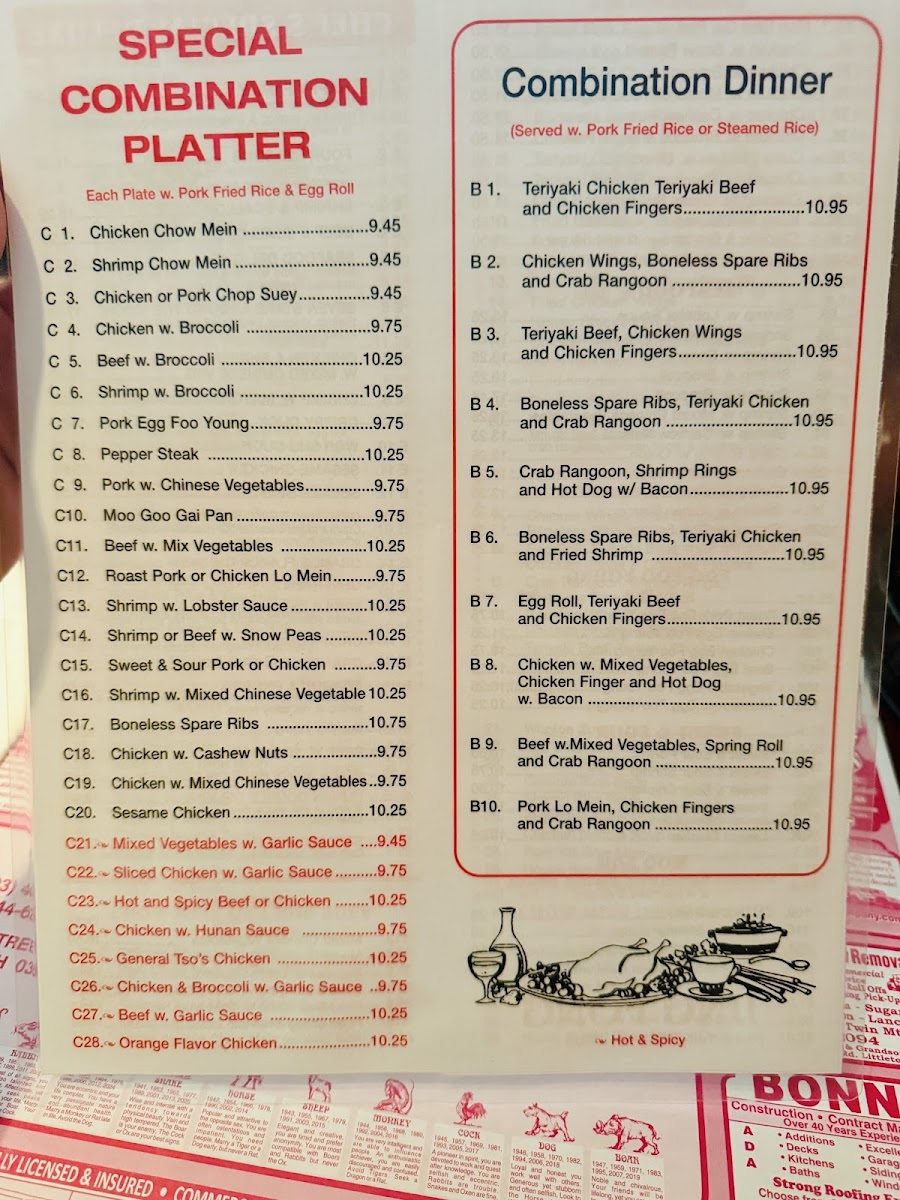 SPECIAL
COMBINATION
PLATTER
Each Plate w. Pork Fried Rice & Egg Roll
C 1. Chicken Chow Mein ............................9.45
C 2. Shrimp Chow Mein ..............................9.45
C 3. Chicken or Pork Chop Suey................9.45
C 4. Chicken w. Broccoli ............................9.75
C 5. Beef w. Broccoli ................................10.25
C 6. Shrimp w. Broccoli ............................10.25
C 7. Pork Egg Foo Young...........................9.75
C 8. Pepper Steak ...................................10.25
C 9. Pork w. Chinese Vegetables...............9.75
C10. Moo Goo Gai Pan ...............................9.75
C11. Beef w. Mix Vegetables ...................10.25
C12. Roast Pork or Chicken Lo Mein..........9.75
C13. Shrimp w. Lobster Sauce .................10.25
C14. Shrimp or Beef w. Snow Peas .........10.25
C15. Sweet & Sour Pork or Chicken .........9.75
C16. Shrimp w. Mixed Chinese Vegetable 10.25
C17. Boneless Spare Ribs .......................10.75
C18. Chicken w. Cashew Nuts ...................9.75
C19. Chicken w. Mixed Chinese Vegetables..9.75
C20. Sesame Chicken ..............................10.25
C21. Mixed Vegetables w. Garlic Sauce ....9.45
C22. Sliced Chicken w. Garlic Sauce..........9.75
C23. Hot and Spicy Beef or Chicken ........10.25
C24. Chicken w. Hunan Sauce .................9.75
C25. General Tso's Chicken .....................10.25
C26. Chicken & Broccoli w. Garlic Sauce ..9.75
C27. Beef w. Garlic Sauce .......................10.25
C28. Orange Flavor Chicken.....................10.25
Combination Dinner
(Served w. Pork Fried Rice or Steamed Rice)
B 1. Teriyaki Chicken Teriyaki Beef
and Chicken Fingers..........................10.95
B 2. Chicken Wings, Boneless Spare Ribs
and Crab Rangoon ............................10.95
B 3. Teriyaki Beef, Chicken Wings
and Chicken Fingers..........................10.95
B 4. Boneless Spare Ribs, Teriyaki Chicken
and Crab Rangoon ............................10.95
B 5. Crab Rangoon, Shrimp Rings
and Hot Dog w/ Bacon......................10.95
B 6. Boneless Spare Ribs, Teriyaki Chicken
and Fried Shrimp ..............................10.95
B 7. Egg Roll, Teriyaki Beef
and Chicken Fingers..........................10.95
B 8. Chicken w. Mixed Vegetables,
Chicken Finger and Hot Dog
w. Bacon ...........................................10.95
B 9. Beef w.Mixed Vegetables, Spring Roll
and Crab Rangoon ............................10.95
B10. Pork Lo Mein, Chicken Fingers
and Crab Rangoon ............................10.95
Hot & Spicy
HORSE
SHEEP
MONKEY
COCK
DOG
BOAR
LY LICENSED & INSURED
BONN
Construction • Contract
Over 40 Years
• Additions
• Decks
• Kitchens
• Baths
Strong Roofing